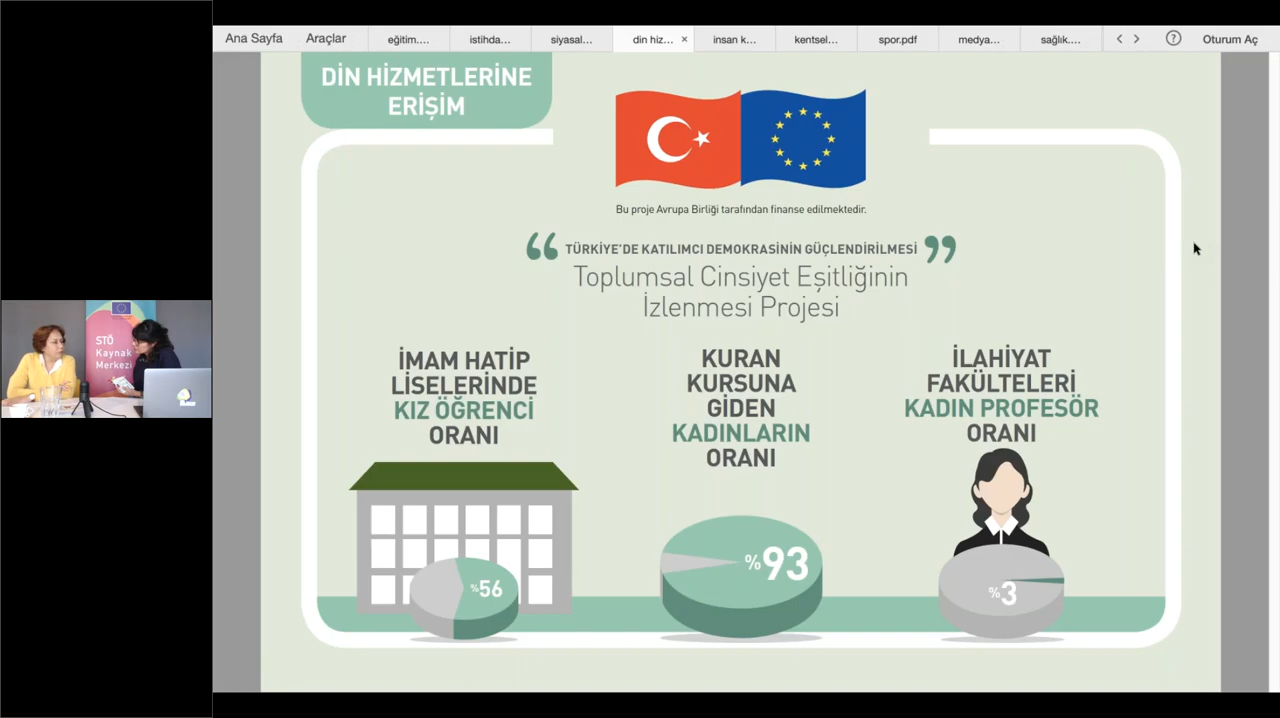 Ana Sayfa
Araçlar
eğitim....
istihda...
siyasal...
din hiz...
×
insan k...
kentsel...
spor.pdf
medya...
sağlık....
?
Oturum Aç
DİN HİZMETLERİNE
ERİŞİM
Bu proje Avrupa Birliği tarafından finanse edilmektedir.
“ TÜRKİYE'DE KATILIMCI DEMOKRASİNİN GÜÇLENDİRİLMESİ ”
Toplumsal Cinsiyet Eşitliğinin
İzlenmesi Projesi
İMAM HATİP
LİSELERİNDE
KIZ ÖĞRENCİ
ORANI
%56
KURAN
KURSUNA
GİDEN
KADINLARIN
ORANI
%93
İLAHİYAT
FAKÜLTELERİ
KADIN PROFESÖR
ORANI
%3
STÖ
Kaynak
Merkezi